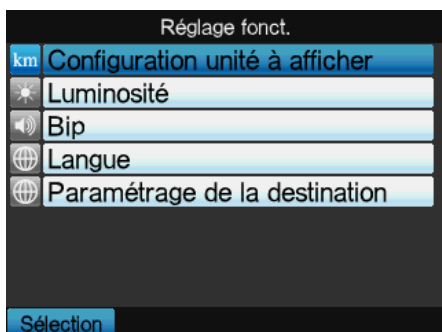 Réglage fonct.
km Configuration unité à afficher
Luminosité
Bip
Langue
Paramétrage de la destination
Sélection